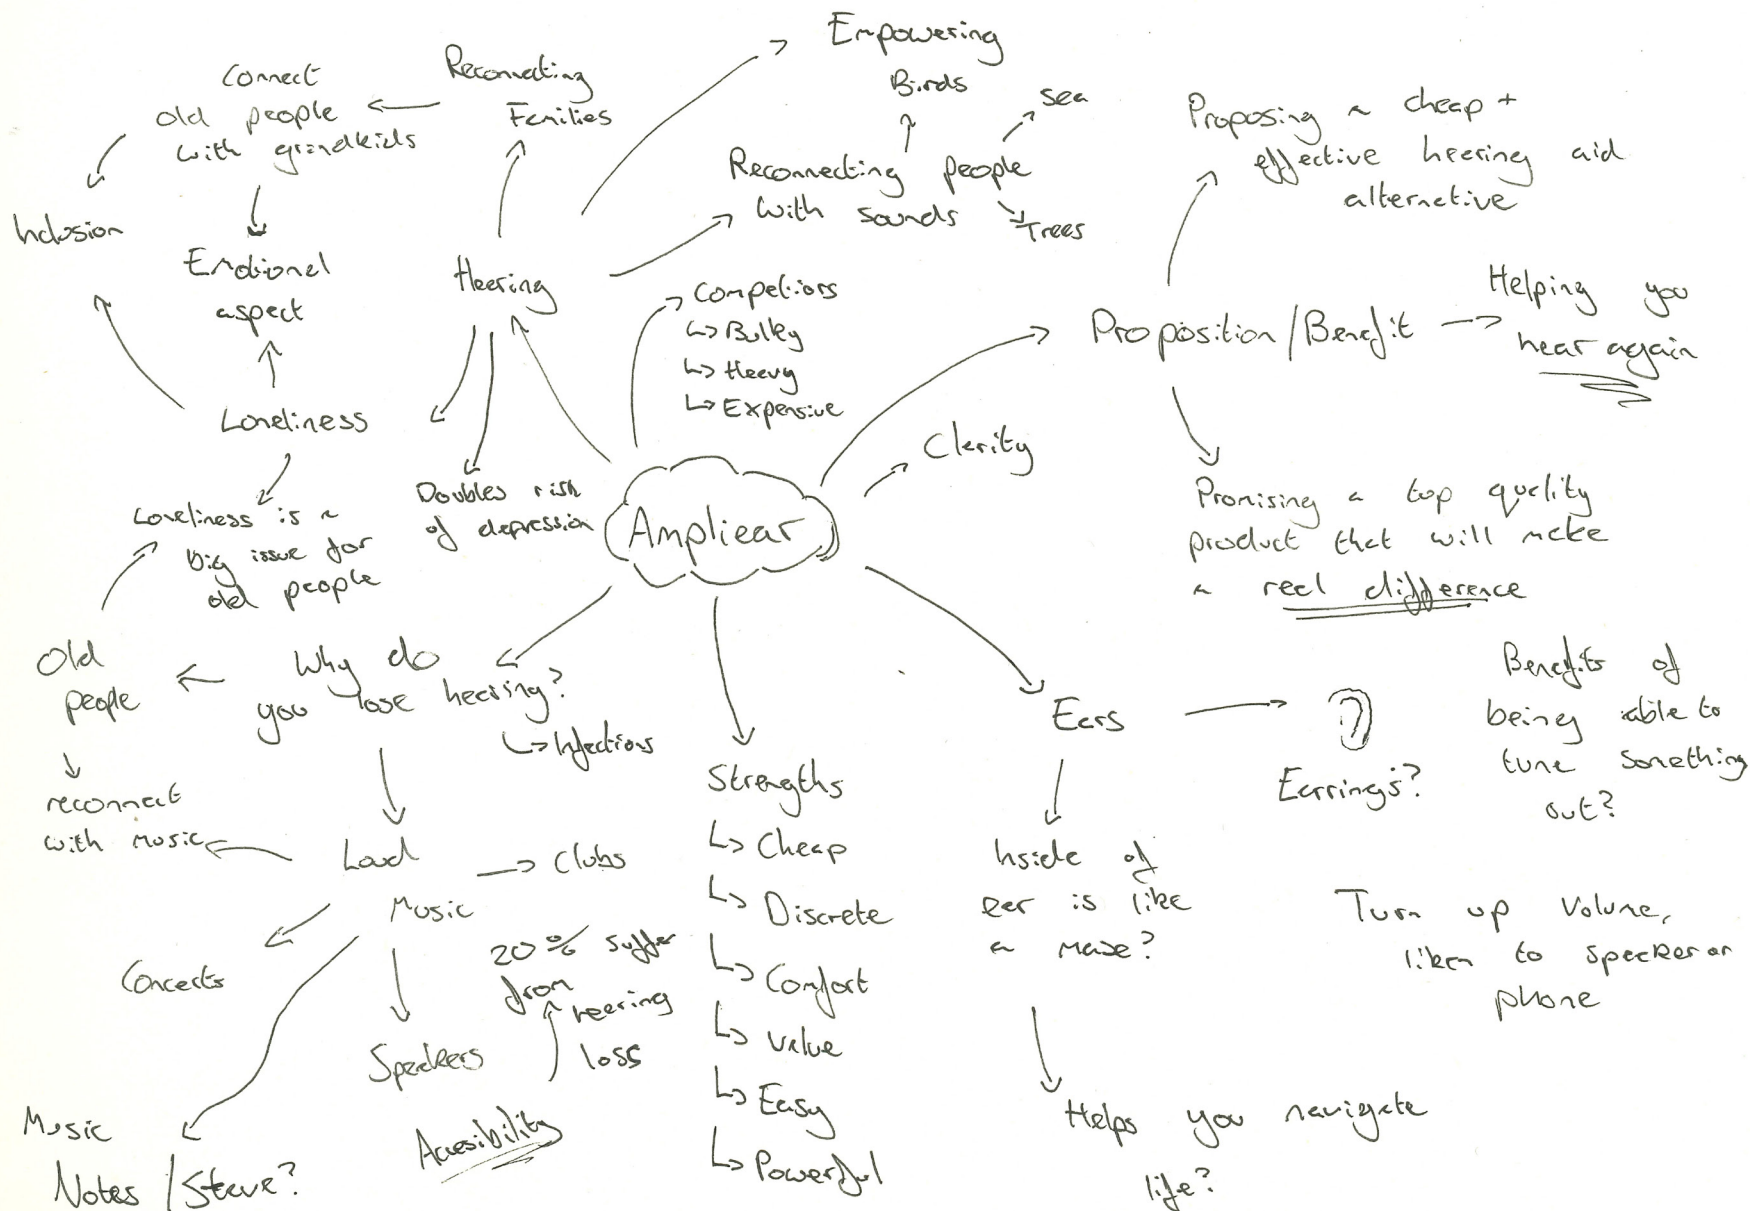 Empowering
Connect
old people
with grandkids
Reconnecting
Families
Birds
sea
Reconnecting people
with sounds
Trees
Proposing a cheap +
effective hearing aid
alternative
Inclusion
Emotional
aspect
Hearing
Competiors
↳ Bulky
↳ Heavy
↳ Expensive
Proposition/Benefit
Helping you
hear again
Loneliness
Clarity
Loneliness is a
big issue for
old people
Doubles risk
of depression
Ampliear
Promising a top quality
product that will make
a real difference
Old
people
Why do
you lose hearing?
↳ Infections
Ears
Earrings?
Benefits of
being able to
tune something
out?
reconnect
with music
Loud
Music
Clubs
Concerts
Speakers
20% suffer
from
hearing
loss
Accesibility
Music
Notes / Steve?
Strengths
↳ Cheap
↳ Discrete
↳ Comfort
↳ Value
↳ Easy
↳ Powerful
Inside of
ear is like
a maze?
Helps you navigate
life?
Turn up Volume,
liken to speaker or
phone